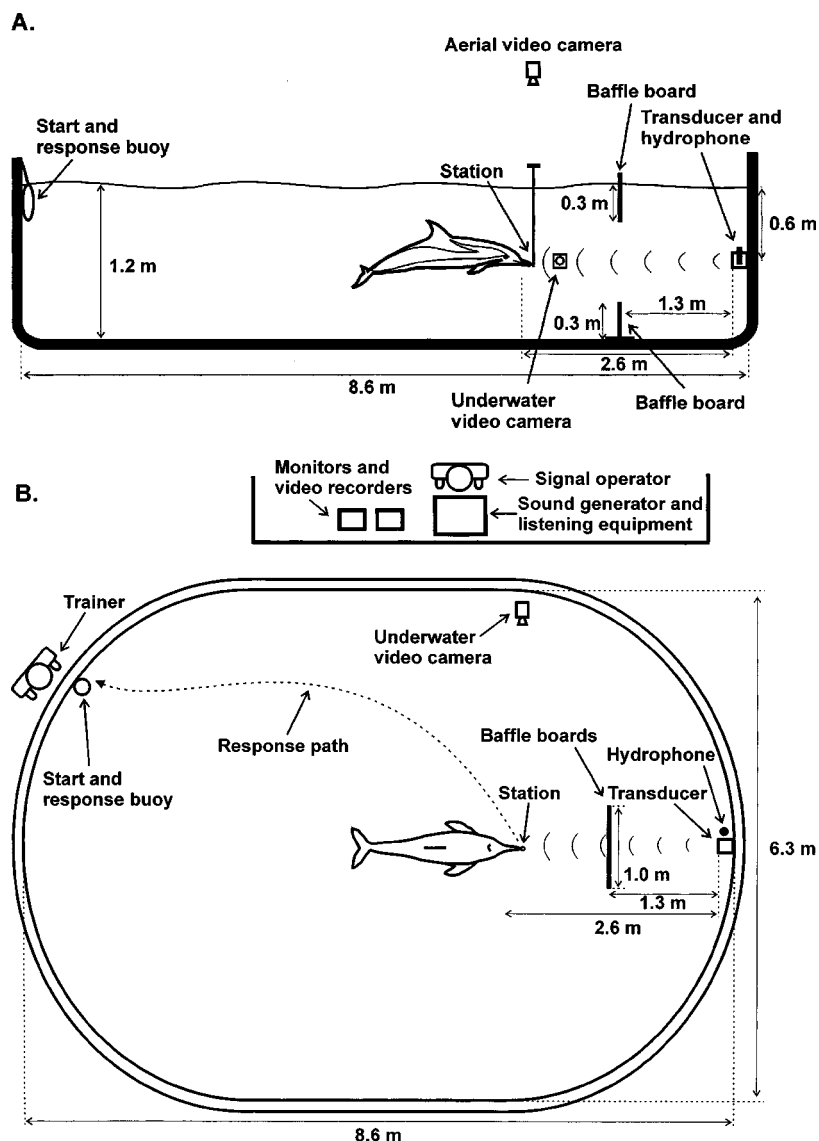 A.
Aerial video camera
Baffle board
Transducer and
hydrophone
Start and
response buoy
Station
0.3 m
0.6 m
1.2 m
1.3 m
0.3 m
2.6 m
8.6 m
Underwater
video camera
Baffle board
B.
Monitors and
video recorders
Signal operator
Sound generator and
listening equipment
Trainer
Underwater
video camera
Response path
Baffle boards
Hydrophone
Start and
response buoy
Station
Transducer
6.3 m
1.0 m
1.3 m
2.6 m
8.6 m